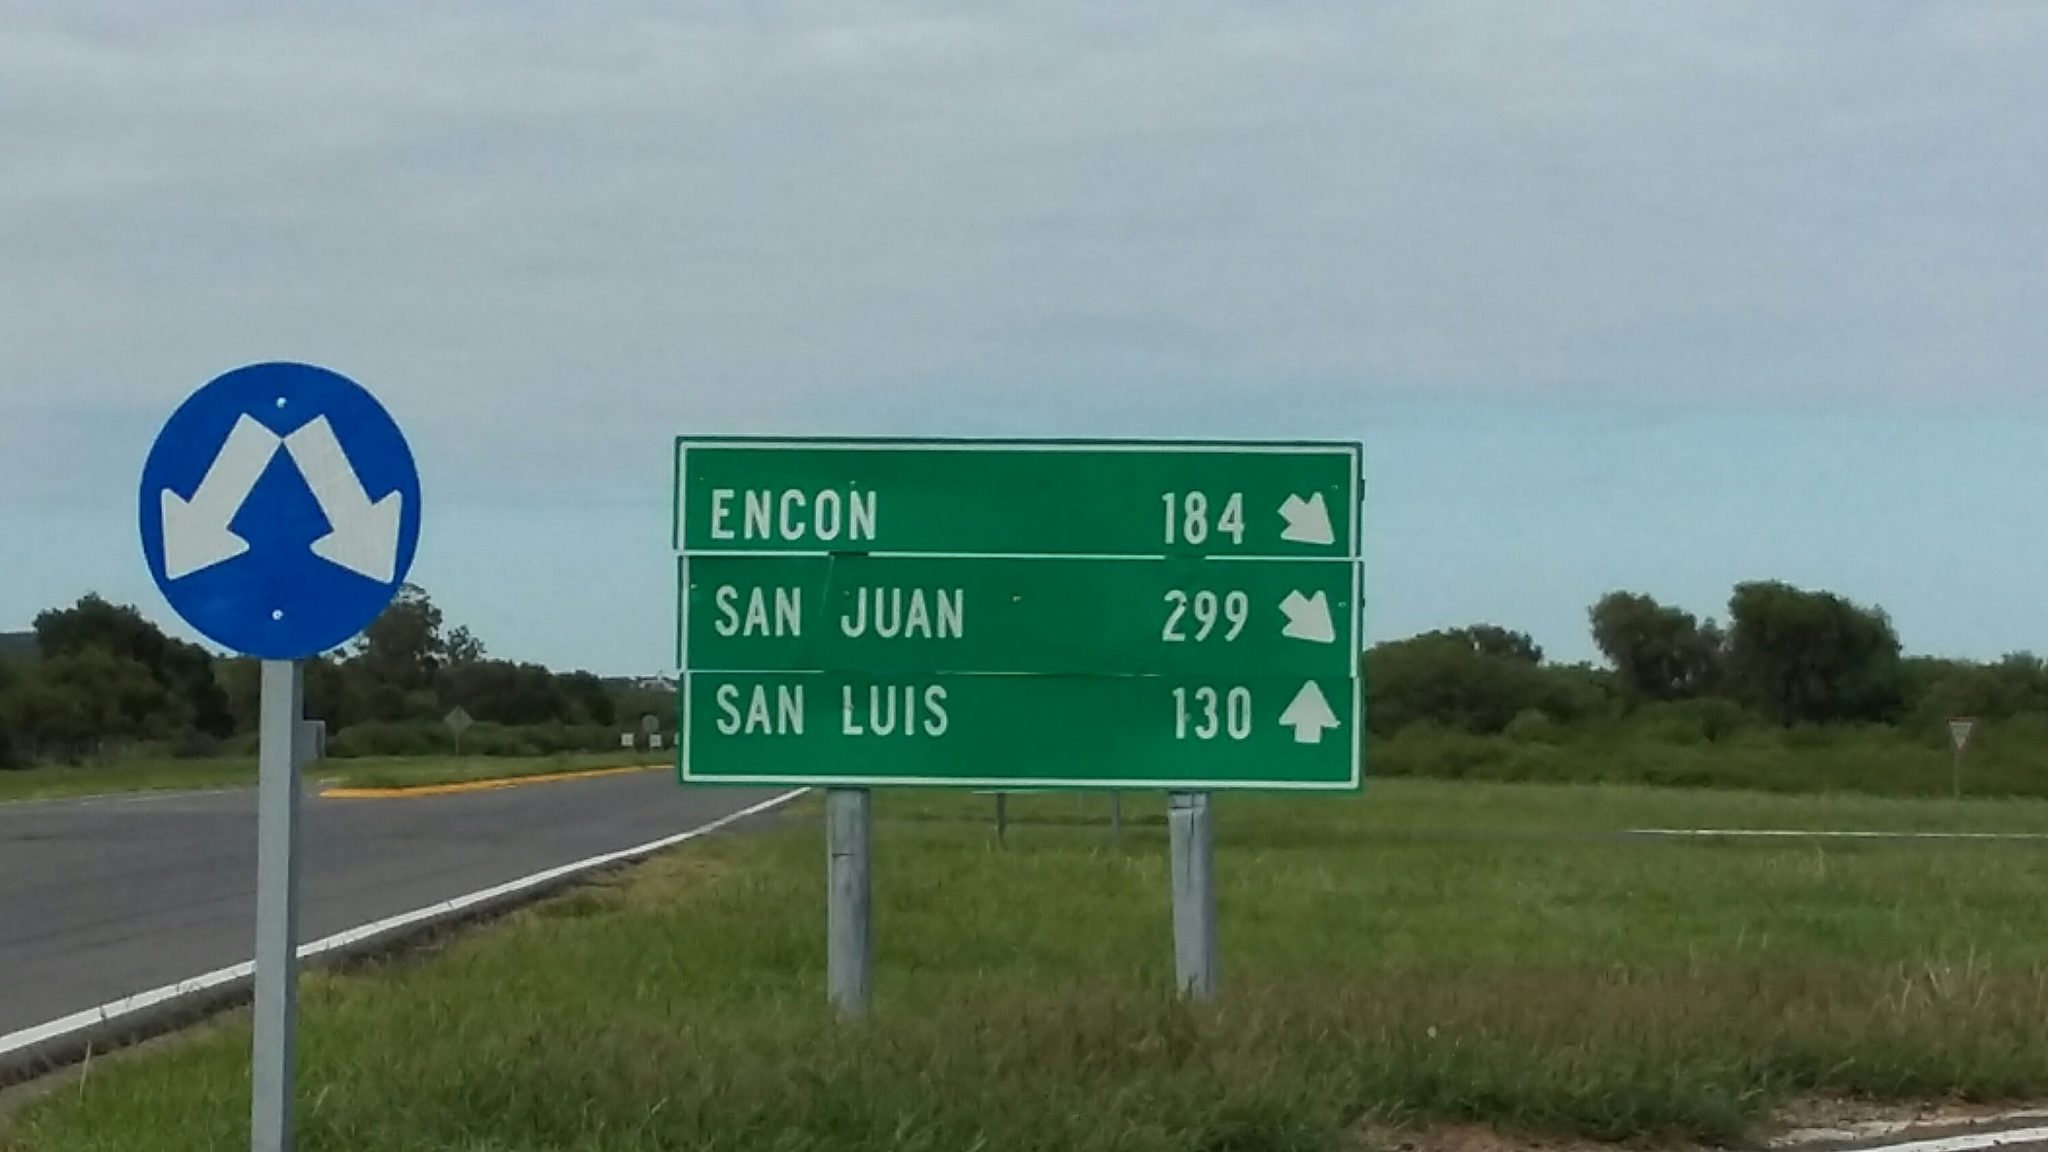 ENCON 184
SAN JUAN 299
SAN LUIS 130